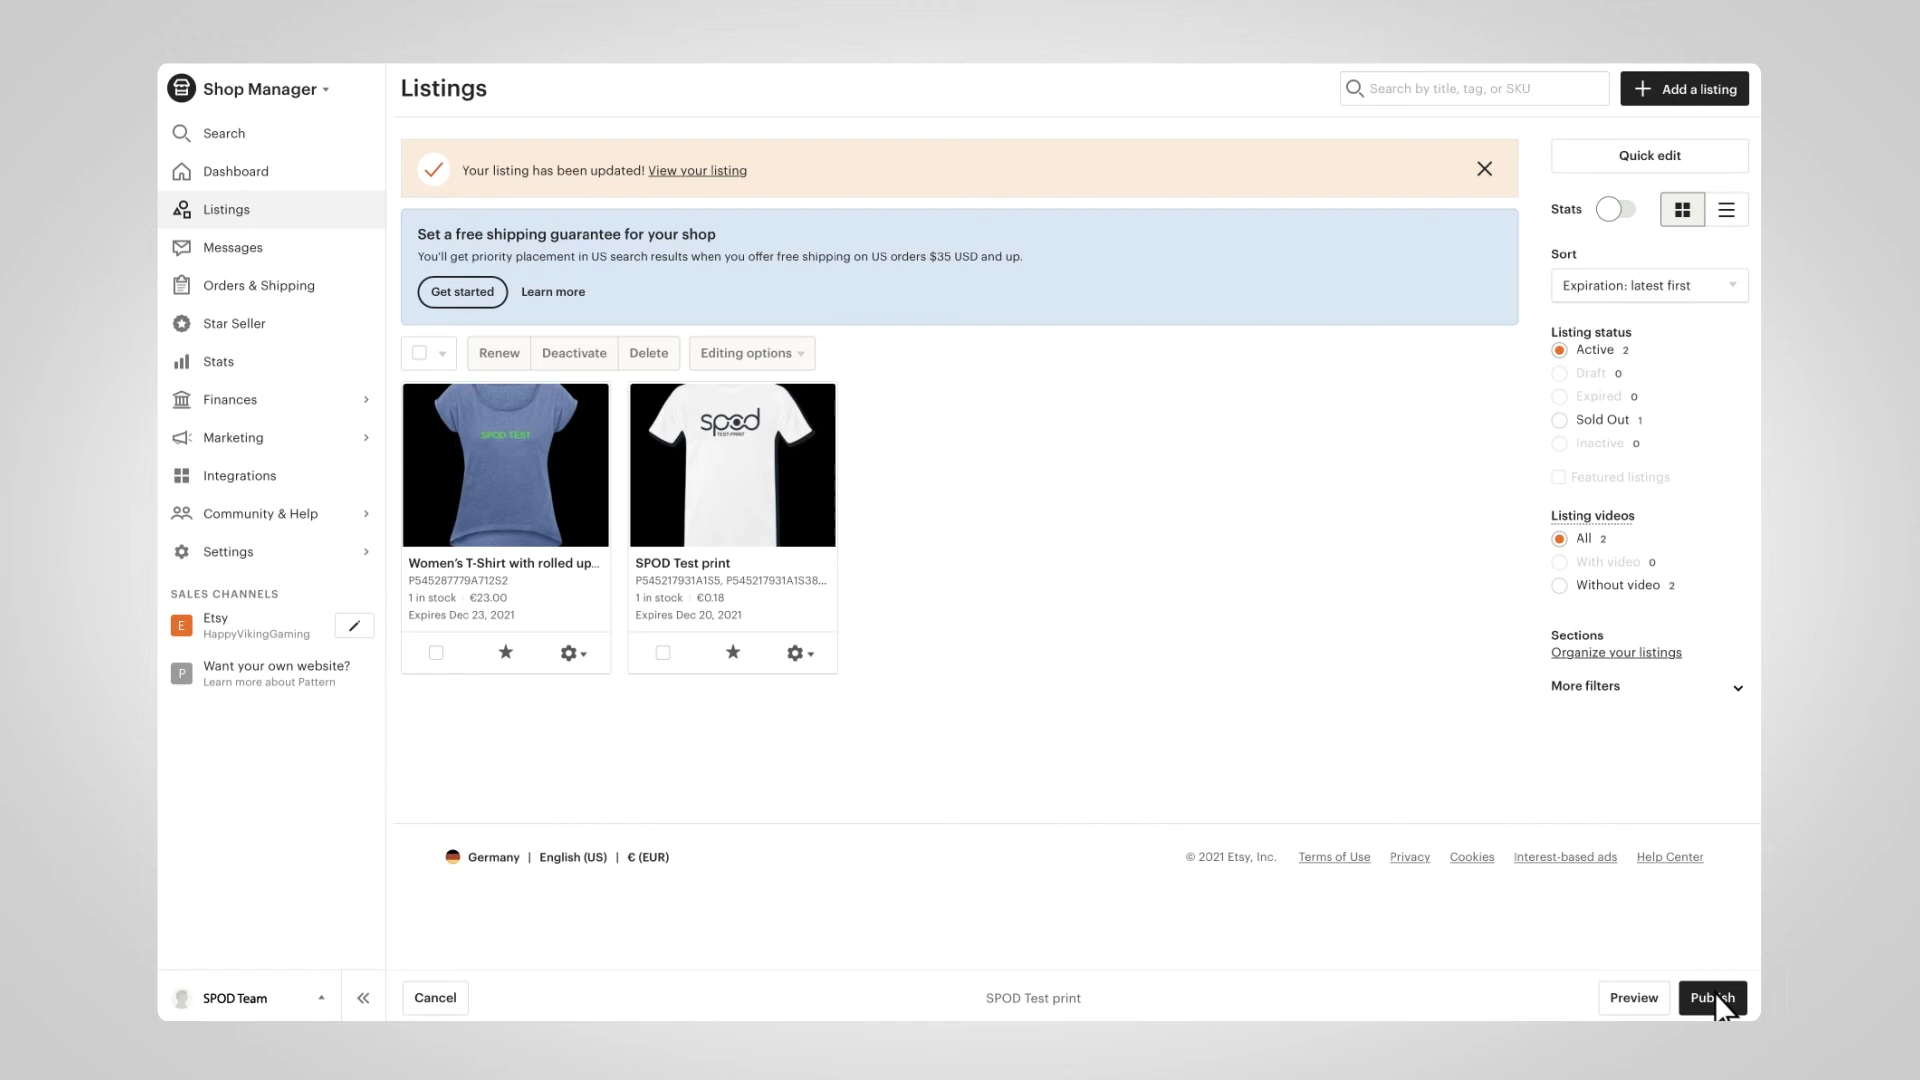 Shop Manager
Search
Dashboard
Listings
Messages
Orders & Shipping
Star Seller
Stats
Finances
Marketing
Integrations
Community & Help
Settings
SALES CHANNELS
E
Etsy
HappyVikingGaming
P
Want your own website?
Learn more about Pattern
SPOD Team
Listings
Search by title, tag, or SKU
Add a listing
Your listing has been updated! View your listing
Set a free shipping guarantee for your shop
You'll get priority placement in US search results when you offer free shipping on US orders $35 USD and up.
Get started
Learn more
Renew
Deactivate
Delete
Editing options
SPOD TEST
Women's T-Shirt with rolled up...
P545287779A712S2
1 in stock | €23.00
Expires Dec 23, 2021
spod
TEST-PRINT
SPOD Test print
P545217931A1S5, P545217931A1S38...
1 in stock | €0.18
Expires Dec 20, 2021
Quick edit
Stats
Sort
Expiration: latest first
Listing status
Active 2
Draft 0
Expired 0
Sold Out 1
Inactive 0
Featured listings
Listing videos
All 2
With video 0
Without video 2
Sections
Organize your listings
More filters
Germany | English (US) | € (EUR)
© 2021 Etsy, Inc.
Terms of Use
Privacy
Cookies
Interest-based ads
Help Center
Cancel
SPOD Test print
Preview
Publish